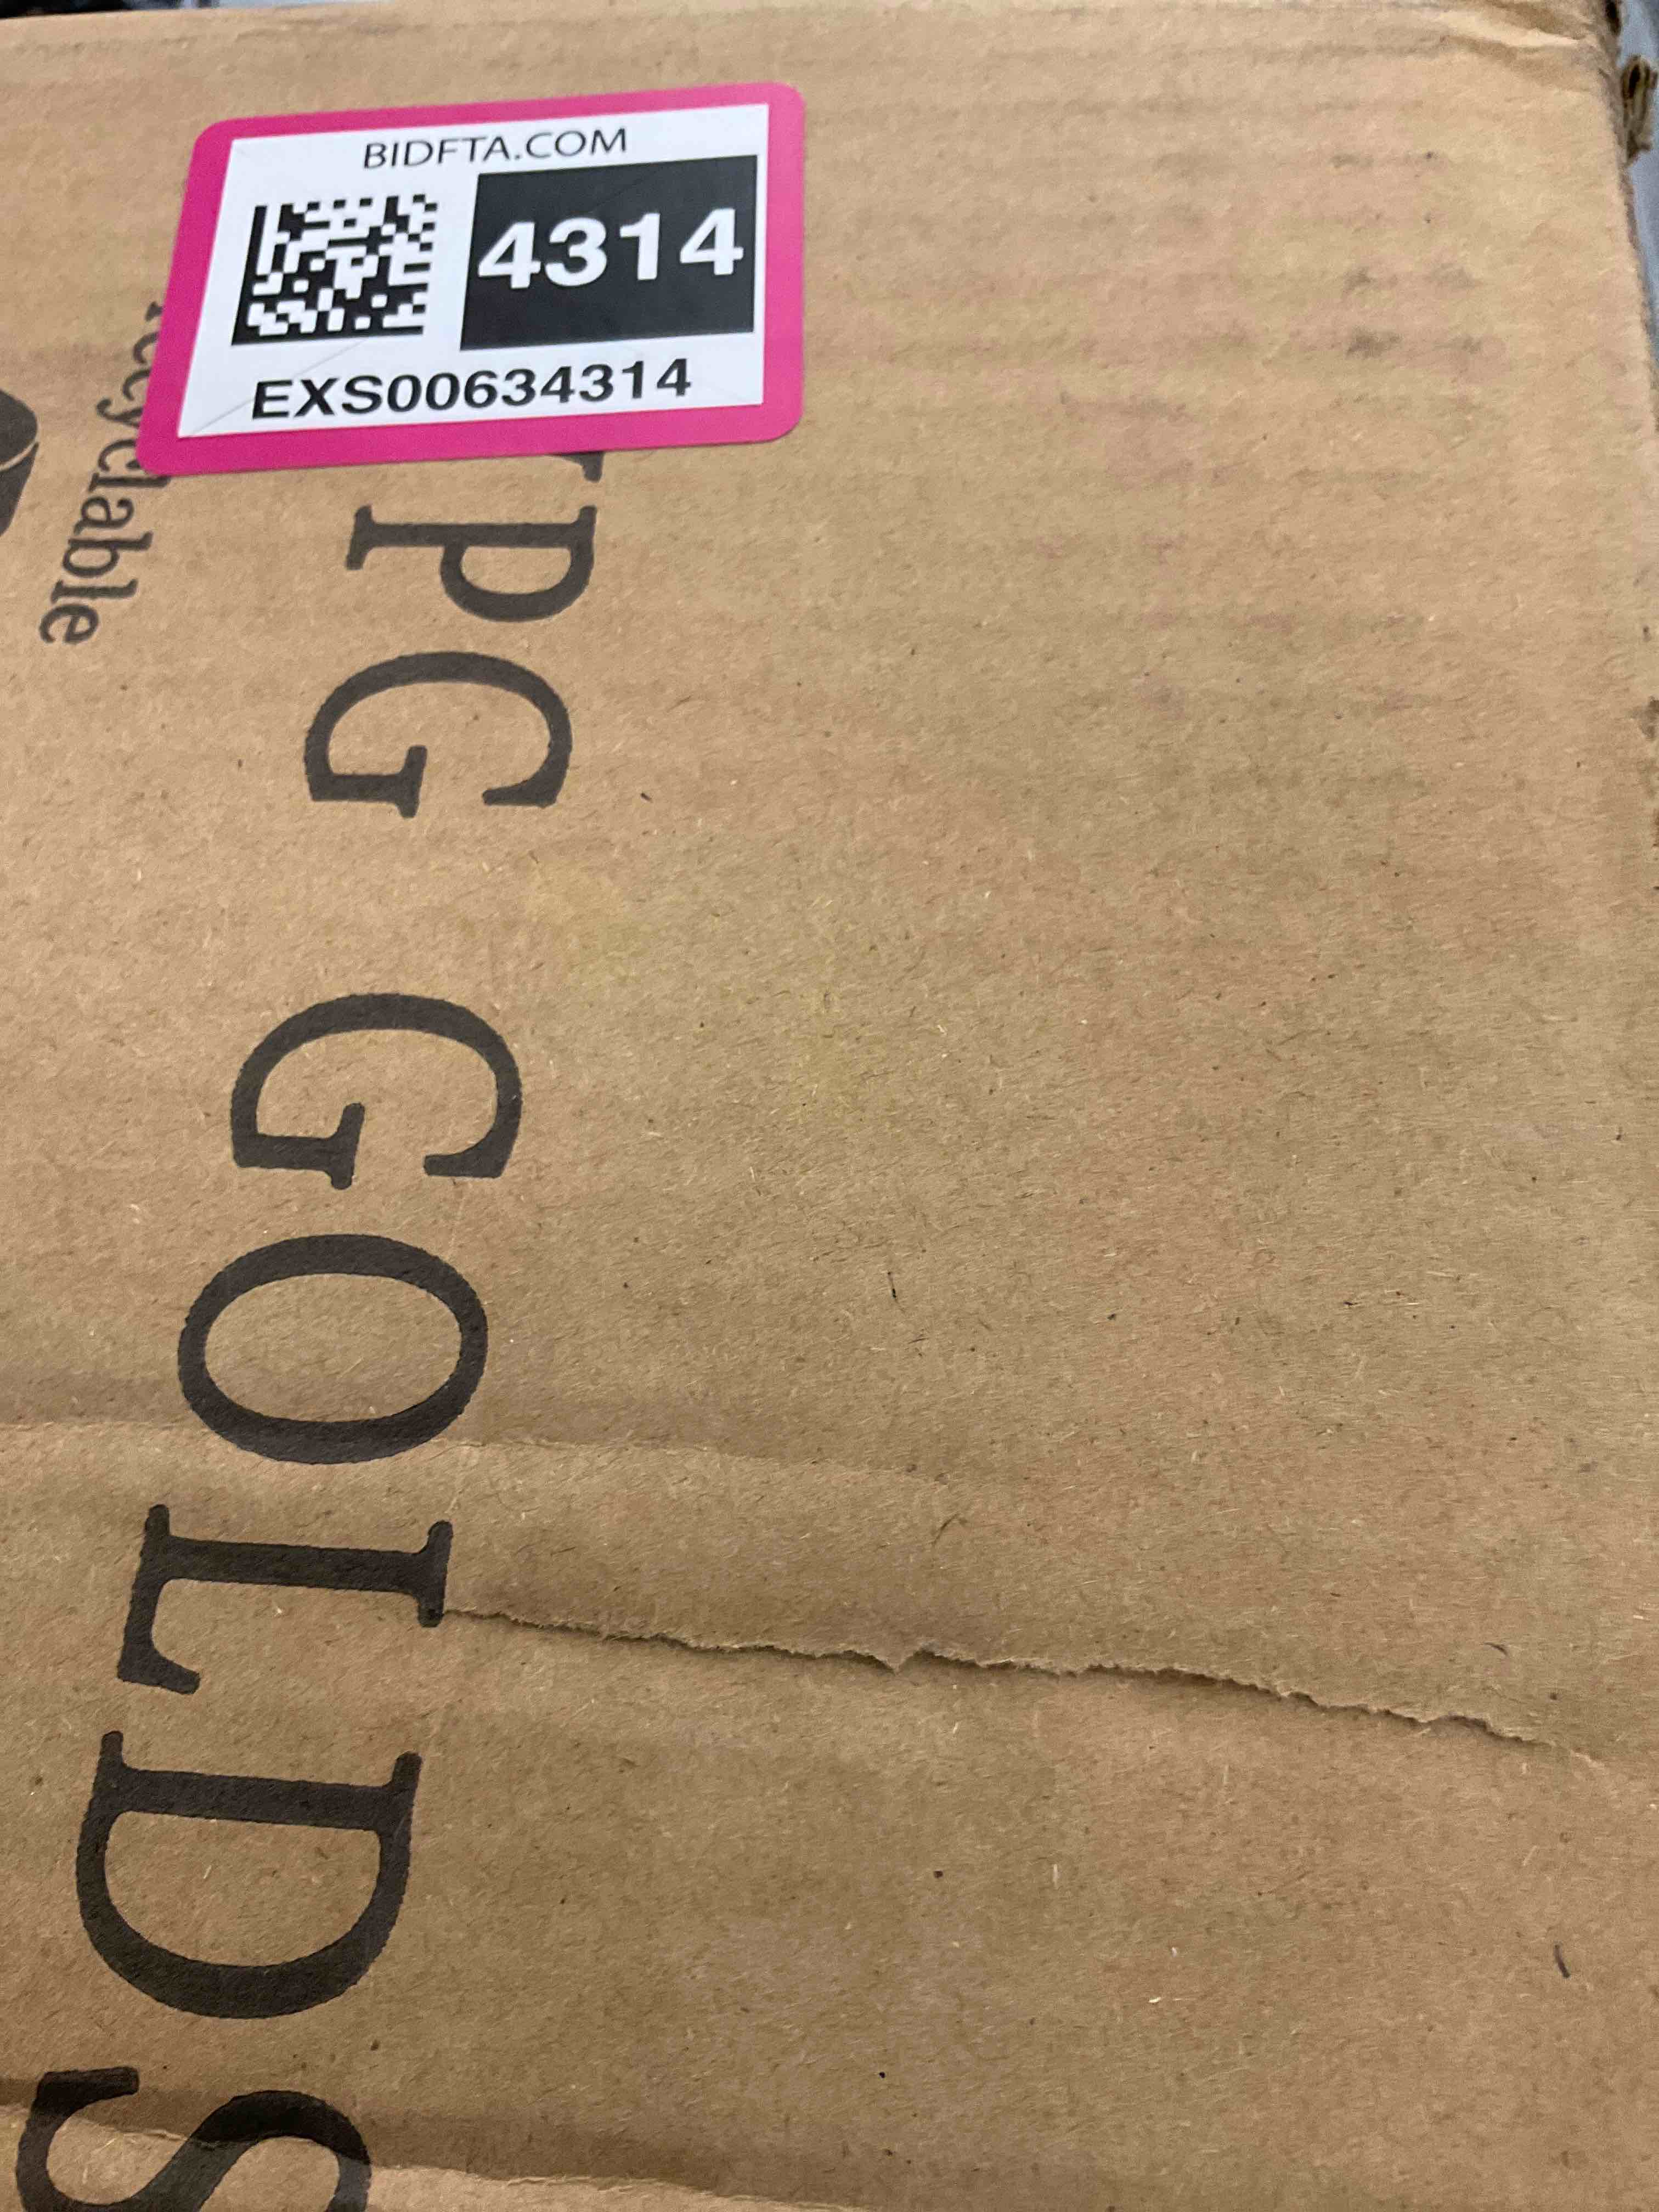 BIDFTA.COM
4314
EXS00634314
recyclable
PG GOLDS